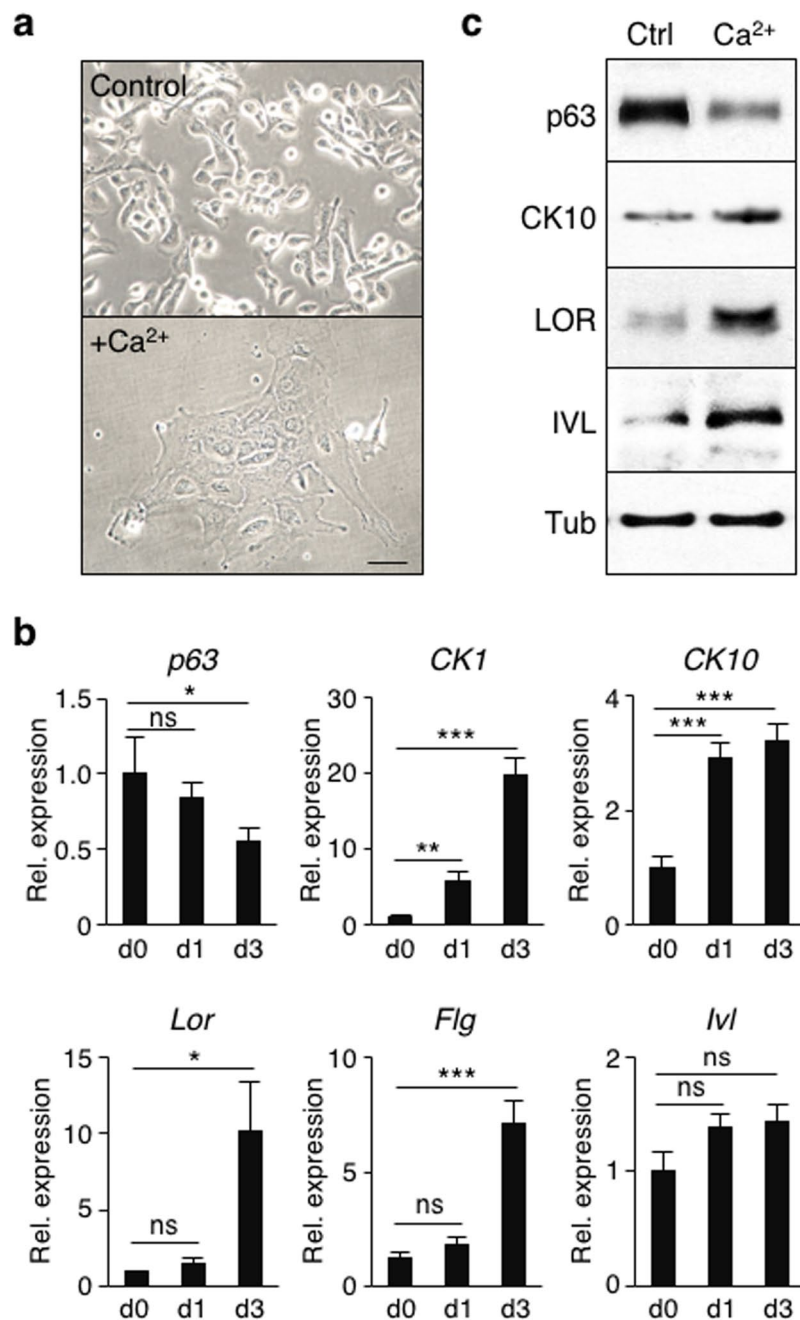 a
Control
+Ca²⁺
c
Ctrl Ca²⁺
p63
CK10
LOR
IVL
Tub
b
p63
Rel. expression
1.5
1.0
0.5
0
*
ns
d0 d1 d3
CK1
Rel. expression
30
20
10
0
***
**
d0 d1 d3
CK10
Rel. expression
4
2
0
***
***
d0 d1 d3
Lor
Rel. expression
15
10
5
0
*
ns
d0 d1 d3
Flg
Rel. expression
10
5
0
***
ns
d0 d1 d3
Ivl
Rel. expression
2
1
0
ns
ns
d0 d1 d3